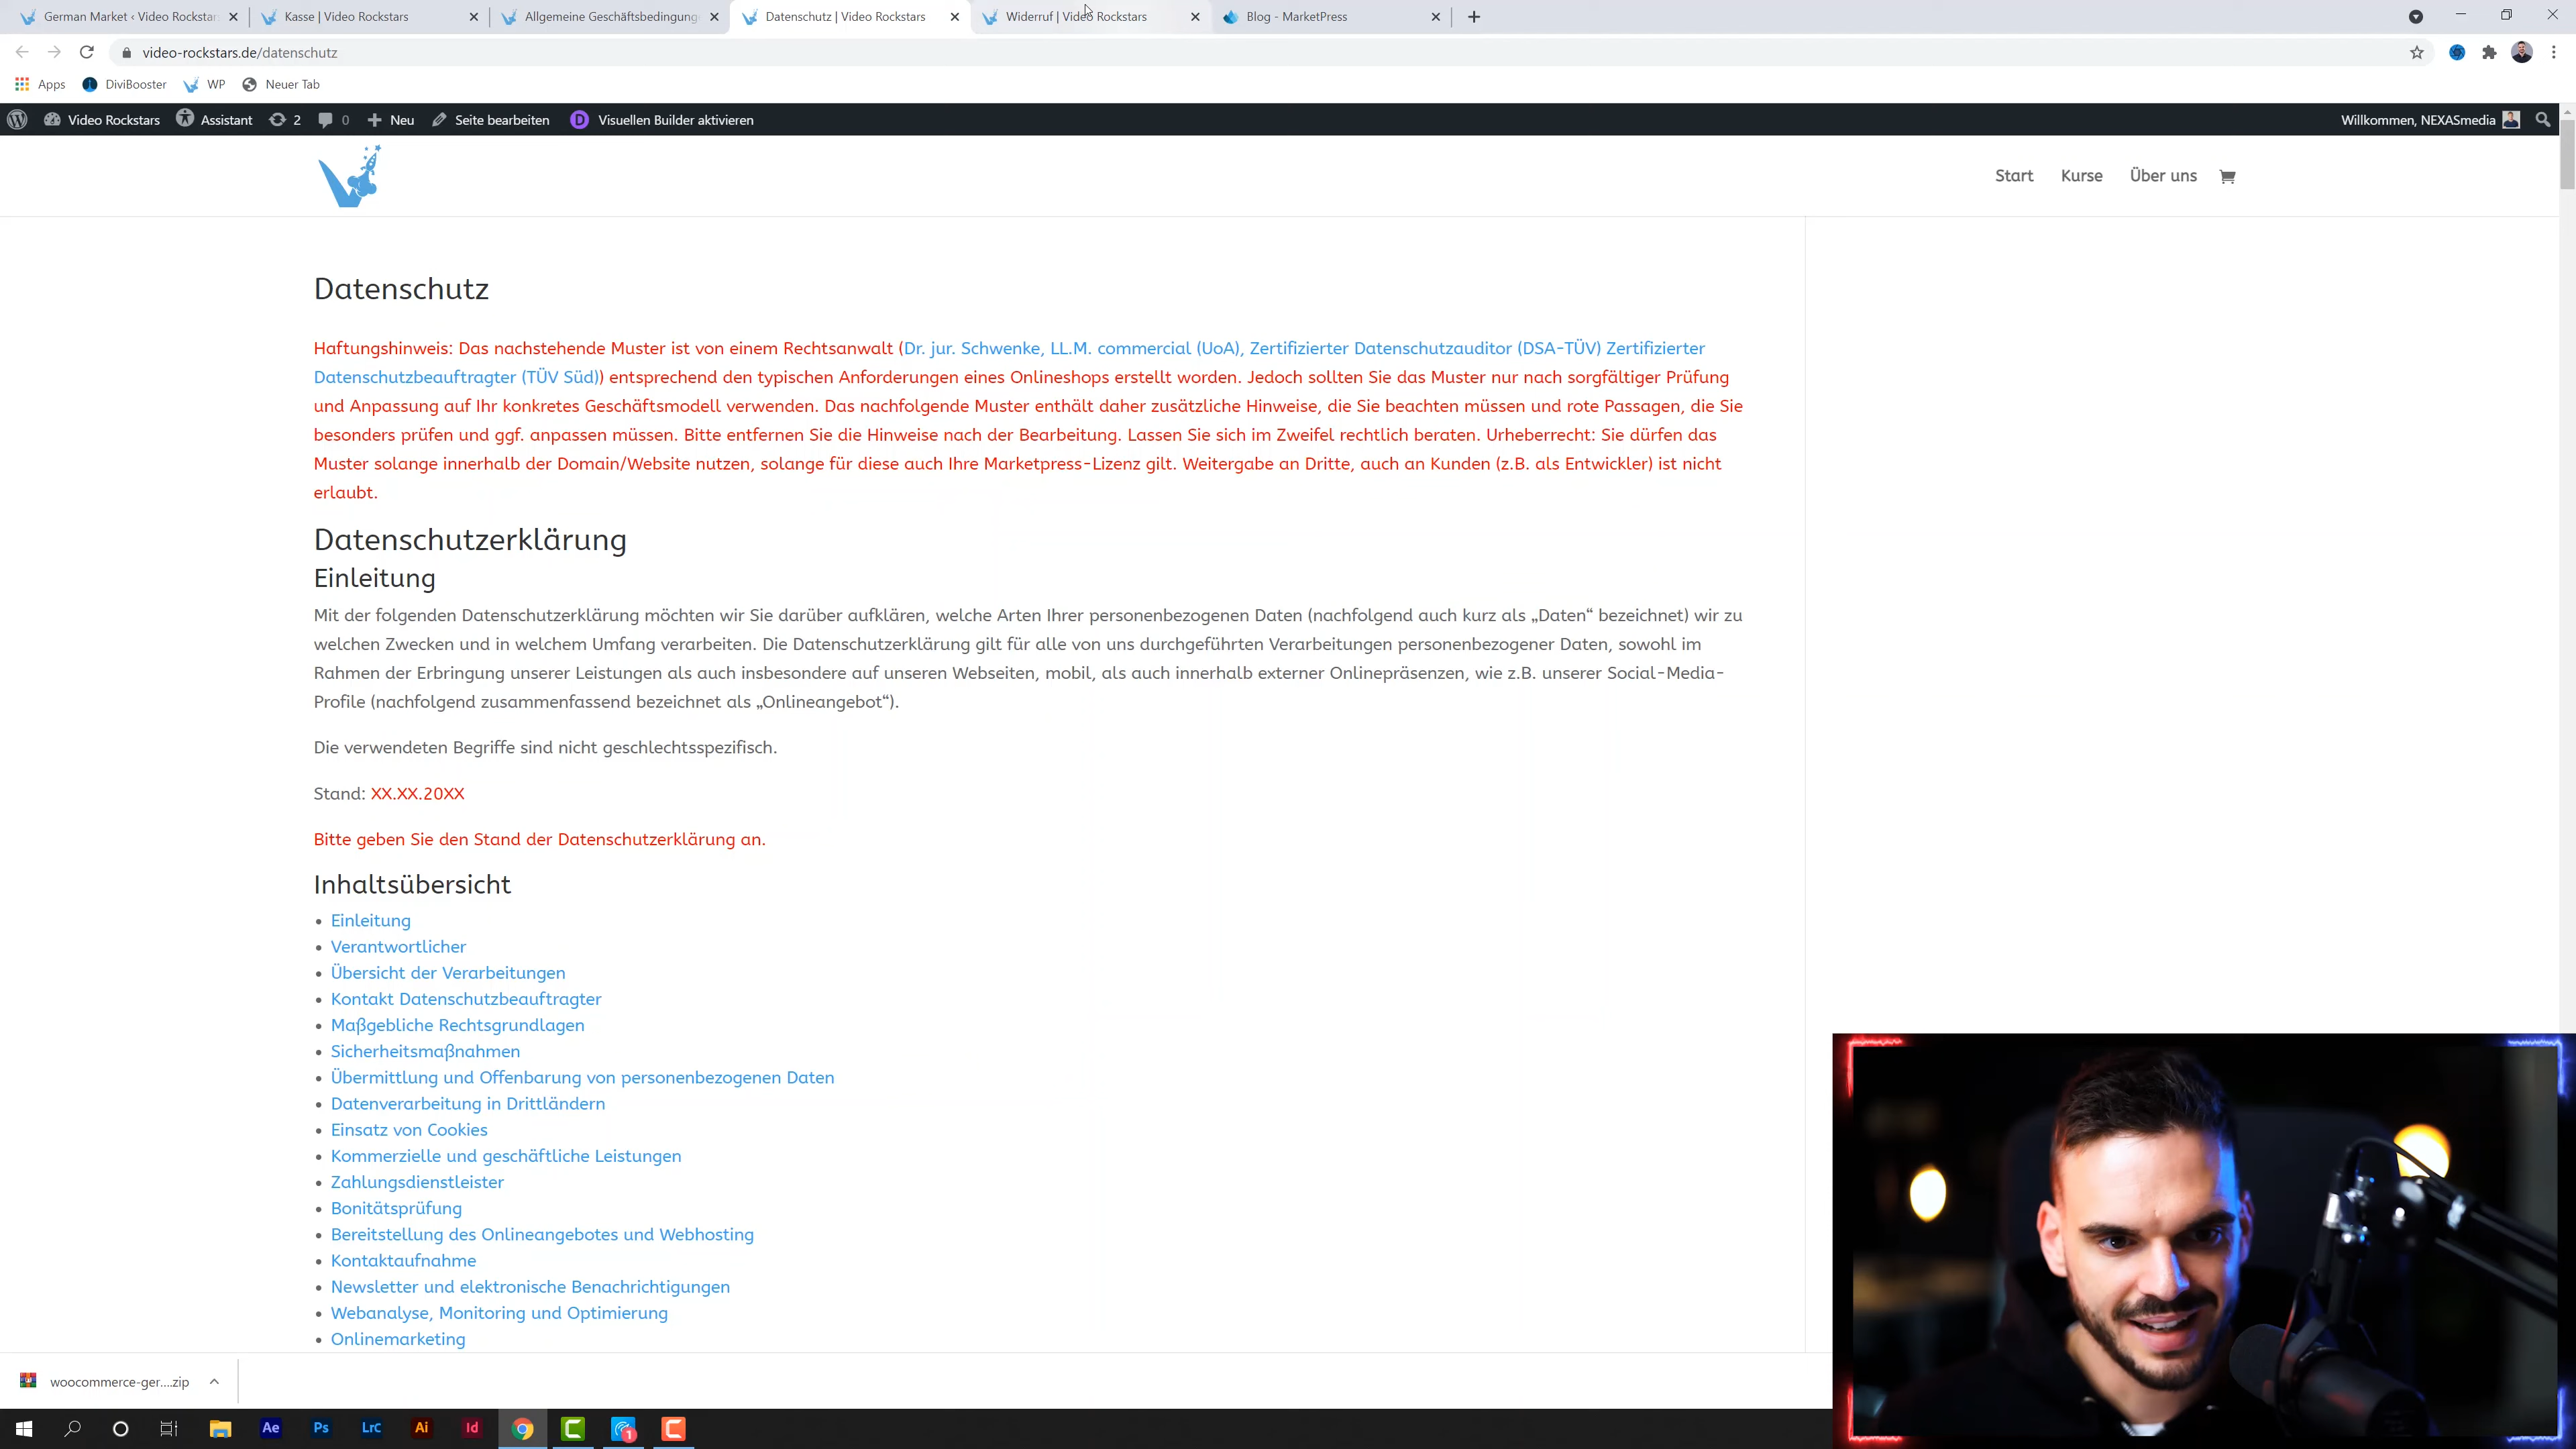 German Market ‹ Video Rockstar
Kasse | Video Rockstars
Allgemeine Geschäftsbedingung
Datenschutz | Video Rockstars
Widerruf | Video Rockstars
Blog - MarketPress
video-rockstars.de/datenschutz
Apps
DiviBooster
WP
Neuer Tab
Video Rockstars
Assistant
2
0
Neu
Seite bearbeiten
D
Visuellen Builder aktivieren
Willkommen, NEXASmedia
Start
Kurse
Über uns
Datenschutz
Haftungshinweis: Das nachstehende Muster ist von einem Rechtsanwalt (Dr. jur. Schwenke, LL.M. commercial (UoA), Zertifizierter Datenschutzauditor (DSA-TÜV) Zertifizierter
Datenschutzbeauftragter (TÜV Süd)) entsprechend den typischen Anforderungen eines Onlineshops erstellt worden. Jedoch sollten Sie das Muster nur nach sorgfältiger Prüfung
und Anpassung auf Ihr konkretes Geschäftsmodell verwenden. Das nachfolgende Muster enthält daher zusätzliche Hinweise, die Sie beachten müssen und rote Passagen, die Sie
besonders prüfen und ggf. anpassen müssen. Bitte entfernen Sie die Hinweise nach der Bearbeitung. Lassen Sie sich im Zweifel rechtlich beraten. Urheberrecht: Sie dürfen das
Muster solange innerhalb der Domain/Website nutzen, solange für diese auch Ihre Marketpress-Lizenz gilt. Weitergabe an Dritte, auch an Kunden (z.B. als Entwickler) ist nicht
erlaubt.
Datenschutzerklärung
Einleitung
Mit der folgenden Datenschutzerklärung möchten wir Sie darüber aufklären, welche Arten Ihrer personenbezogenen Daten (nachfolgend auch kurz als „Daten“ bezeichnet) wir zu
welchen Zwecken und in welchem Umfang verarbeiten. Die Datenschutzerklärung gilt für alle von uns durchgeführten Verarbeitungen personenbezogener Daten, sowohl im
Rahmen der Erbringung unserer Leistungen als auch insbesondere auf unseren Webseiten, mobil, als auch innerhalb externer Onlinepräsenzen, wie z.B. unserer Social-Media-
Profile (nachfolgend zusammenfassend bezeichnet als „Onlineangebot“).
Die verwendeten Begriffe sind nicht geschlechtsspezifisch.
Stand: XX.XX.20XX
Bitte geben Sie den Stand der Datenschutzerklärung an.
Inhaltsübersicht
Einleitung
Verantwortlicher
Übersicht der Verarbeitungen
Kontakt Datenschutzbeauftragter
Maßgebliche Rechtsgrundlagen
Sicherheitsmaßnahmen
Übermittlung und Offenbarung von personenbezogenen Daten
Datenverarbeitung in Drittländern
Einsatz von Cookies
Kommerzielle und geschäftliche Leistungen
Zahlungsdienstleister
Bonitätsprüfung
Bereitstellung des Onlineangebotes und Webhosting
Kontaktaufnahme
Newsletter und elektronische Benachrichtigungen
Webanalyse, Monitoring und Optimierung
Onlinemarketing
woocommerce-ger....zip
Ae
Ps
LrC
Ai
Id
1